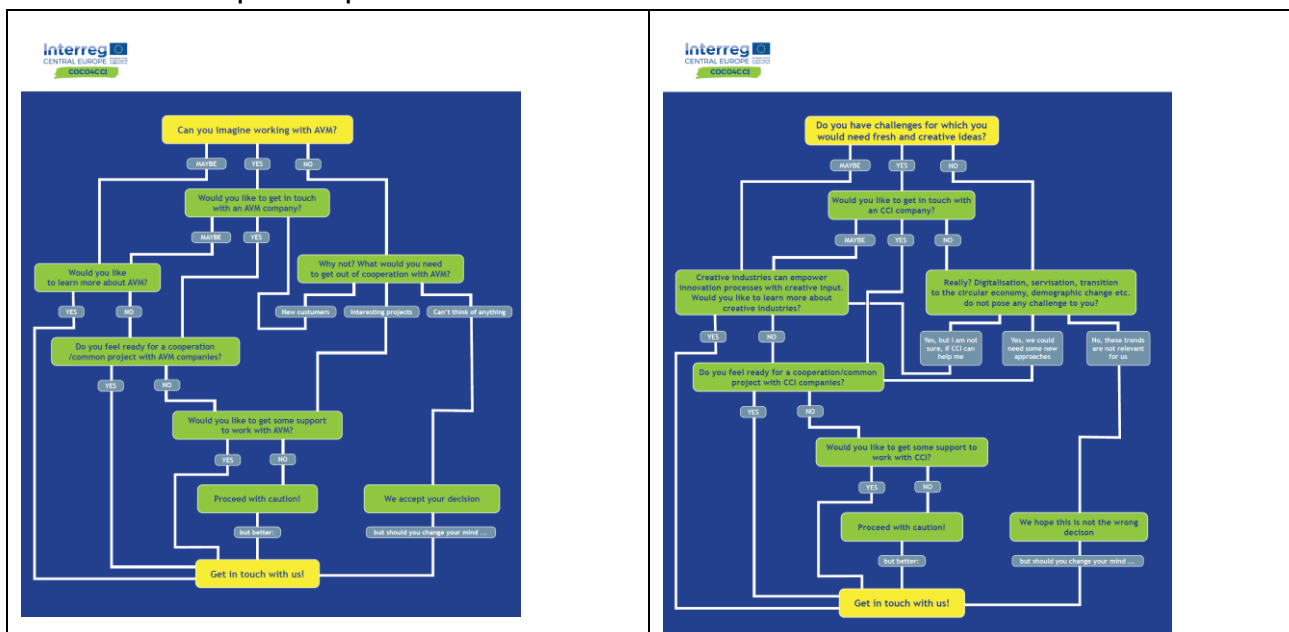 Interreg
CENTRAL EUROPE
COCO4CCI
Can you imagine working with AVM?
MAYBE
YES
NO
Would you like to get in touch
with an AVM company?
MAYBE
YES
Would you like
to learn more about AVM?
Why not? What would you need
to get out of cooperation with AVM?
YES
NO
New custumers
Interesting projects
Can't think of anything
Do you feel ready for a cooperation
/common project with AVM companies?
YES
NO
Would you like to get some support
to work with AVM?
YES
NO
Proceed with caution!
We accept your decision
but better:
but should you change your mind ...
Get in touch with us!
Interreg
CENTRAL EUROPE
COCO4CCI
Do you have challenges for which you
would need fresh and creative ideas?
MAYBE
YES
NO
Would you like to get in touch with
an CCI company?
MAYBE
YES
NO
Creative industries can empower
innovation processes with creative input.
Would you like to learn more about
creative industries?
Really? Digitalisation, servisation, transition
to the circular economy, demographic change etc.
do not pose any challenge to you?
YES
NO
Yes, but I am not
sure, if CCI can
help me
Yes, we could
need some new
approaches
No, these trends
are not relevant
for us
Do you feel ready for a cooperation/common
project with CCI companies?
YES
NO
Would you like to get some support to
work with CCI?
YES
NO
Proceed with caution!
We hope this is not the wrong
decison
but better:
but should you change your mind ...
Get in touch with us!